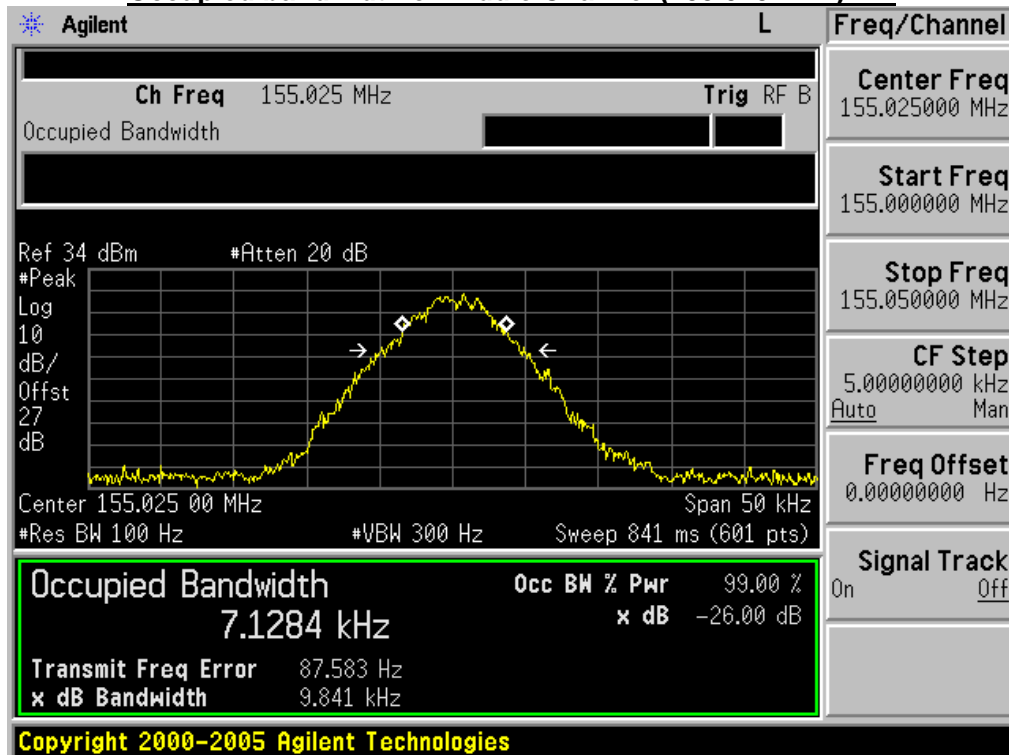 Agilent
L
Freq/Channel
Ch Freq 155.025 MHz
Trig RF B
Occupied Bandwidth
Center Freq
155.025000 MHz
Start Freq
155.000000 MHz
Stop Freq
155.050000 MHz
CF Step
5.00000000 kHz
Auto Man
Freq Offset
0.00000000 Hz
Signal Track
On Off
Ref 34 dBm #Atten 20 dB
#Peak
Log
10
dB/
Offst
27
dB
Center 155.025 00 MHz Span 50 kHz
#Res BW 100 Hz #VBW 300 Hz Sweep 841 ms (601 pts)
Occupied Bandwidth
7.1284 kHz
Occ BW % Pwr 99.00 %
x dB -26.00 dB
Transmit Freq Error 87.583 Hz
x dB Bandwidth 9.841 kHz
Copyright 2000-2005 Agilent Technologies